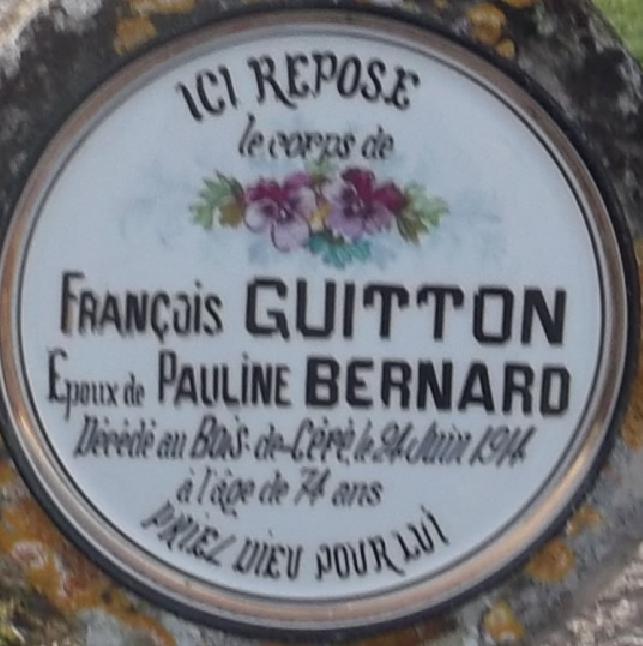 ICI REPOSE
le corps de
FRANÇOIS GUITTON
Epoux de PAULINE BERNARD
Décédé au Bois-de-Céné, le 24 Juin 1914
à l'âge de 74 ans
PRIEZ DIEU POUR LUI